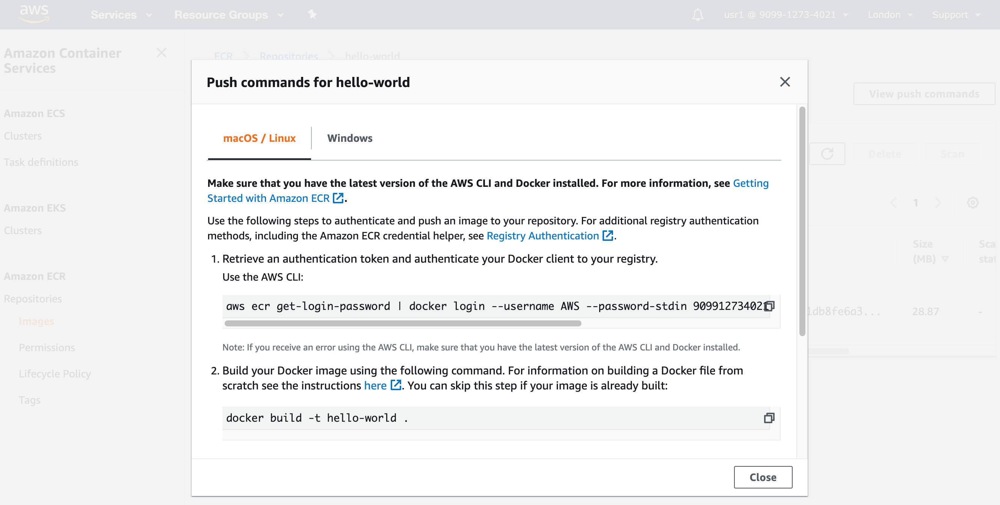 aws
Services
Resource Groups
usr1 @ 9099-1273-4021
London
Support
Amazon Container
Services
Amazon ECS
Clusters
Task definitions
Amazon EKS
Clusters
Amazon ECR
Repositories
Images
Permissions
Lifecycle Policy
Tags
ECR
Repositories
hello-world
View push commands
Delete
Scan
1
Size
(MB)
1db8fe6a3...
28.87
-
Push commands for hello-world
macOS / Linux
Windows
Make sure that you have the latest version of the AWS CLI and Docker installed. For more information, see Getting
Started with Amazon ECR.
Use the following steps to authenticate and push an image to your repository. For additional registry authentication
methods, including the Amazon ECR credential helper, see Registry Authentication.
1. Retrieve an authentication token and authenticate your Docker client to your registry.
Use the AWS CLI:
aws ecr get-login-password | docker login --username AWS --password-stdin 909912734021
Note: If you receive an error using the AWS CLI, make sure that you have the latest version of the AWS CLI and Docker installed.
2. Build your Docker image using the following command. For information on building a Docker file from
scratch see the instructions here. You can skip this step if your image is already built:
docker build -t hello-world .
Close